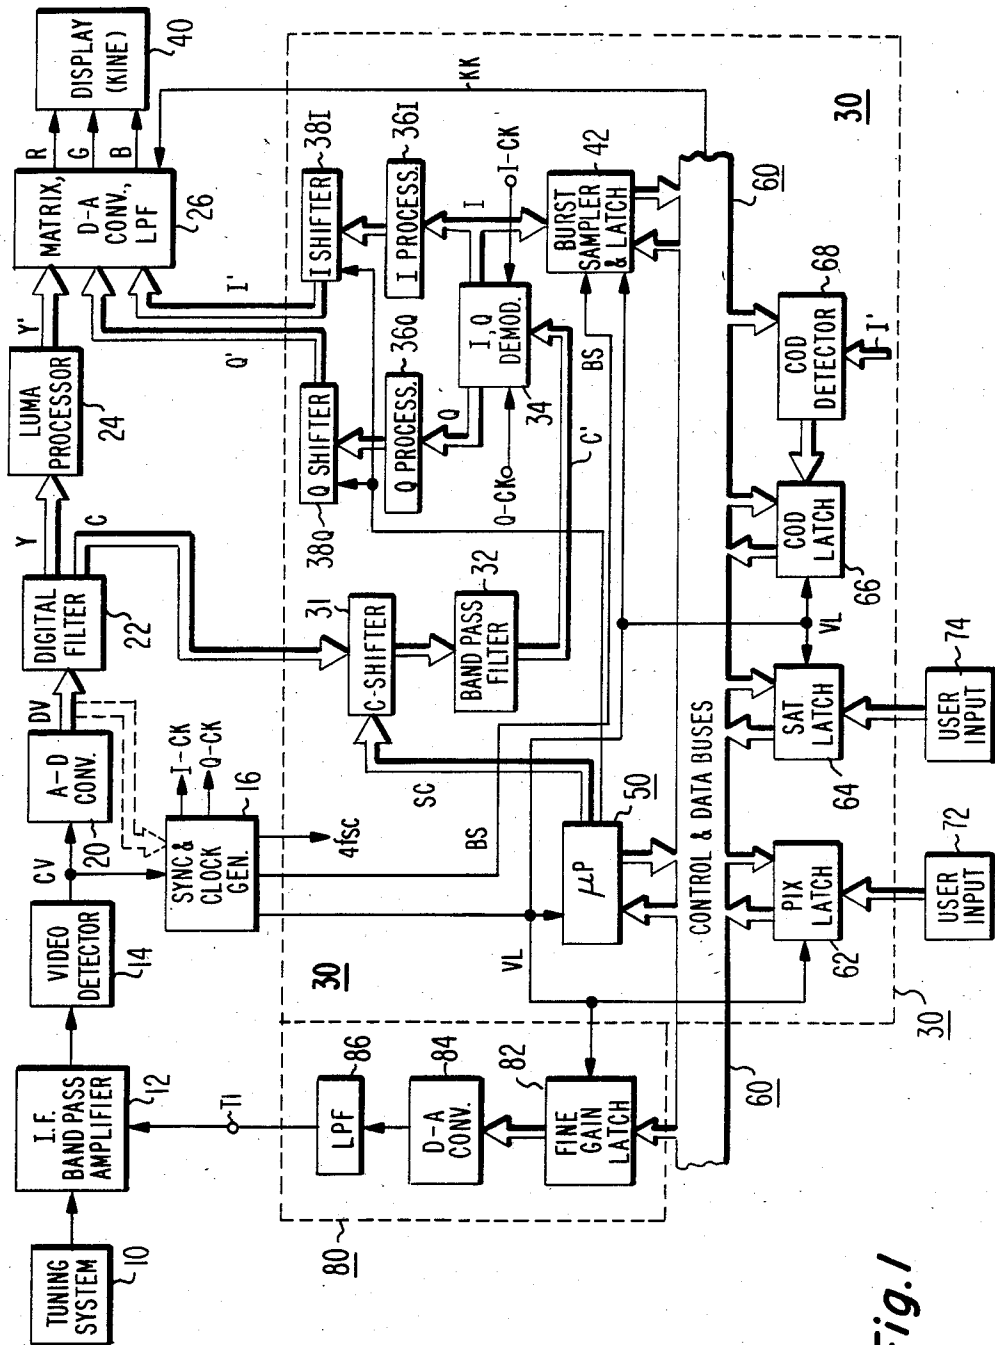 TUNING
SYSTEM
10
I.F.
BAND PASS
AMPLIFIER
12
T1
VIDEO
DETECTOR
14
CV
A-D
CONV.
20
DV
I-CK
Q-CK
SYNC &
CLOCK
GEN.
16
4fsc
BS
VL
DIGITAL
FILTER
22
Y
C
LUMA
PROCESSOR
24
Y'
Q'
I'
MATRIX,
D-A
CONV.,
LPF
26
R
G
B
DISPLAY
(KINE)
40
KK
30
30
30
C-SHIFTER
31
SC
BAND PASS
FILTER
32
C'
Q SHIFTER
38Q
I SHIFTER
38I
Q PROCESS.
36Q
I PROCESS.
36I
Q
I
I, Q
DEMOD.
34
Q-CK
I-CK
BURST
SAMPLER
& LATCH
42
BS
μP
50
CONTROL & DATA BUSES
60
60
LPF
86
D-A
CONV.
84
FINE
GAIN
LATCH
82
80
PIX
LATCH
62
SAT
LATCH
64
VL
COD
LATCH
66
COD
DETECTOR
68
I'
USER
INPUT
72
USER
INPUT
74
Fig. 1